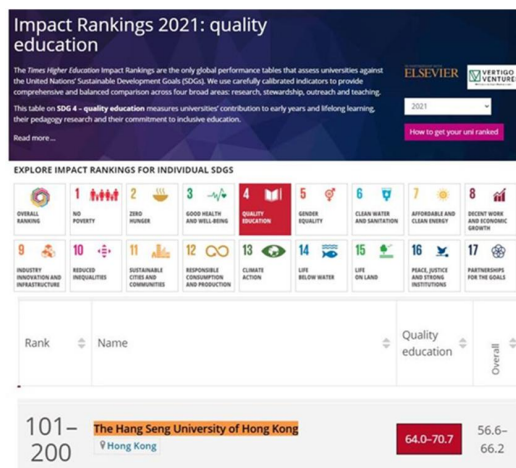 Impact Rankings 2021: quality
education
The Times Higher Education Impact Rankings are the only global performance tables that assess universities against
the United Nations' Sustainable Development Goals (SDGs). We use carefully calibrated indicators to provide
comprehensive and balanced comparison across four broad areas: research, stewardship, outreach and teaching.
This table on SDG 4 – quality education measures universities' contribution to early years and lifelong learning,
their pedagogy research and their commitment to inclusive education.
Read more...
ELSEVIER
VERTIGO
VENTURE
2021
How to get your uni ranked
EXPLORE IMPACT RANKINGS FOR INDIVIDUAL SDGS
OVERALL
RANKING
1
NO
POVERTY
2
ZERO
HUNGER
3
GOOD HEALTH
AND WELL-BEING
4
QUALITY
EDUCATION
5
GENDER
EQUALITY
6
CLEAN WATER
AND SANITATION
7
AFFORDABLE AND
CLEAN ENERGY
8
DECENT WORK
AND ECONOMIC
GROWTH
9
INDUSTRY
INNOVATION AND
INFRASTRUCTURE
10
REDUCED
INEQUALITIES
11
SUSTAINABLE
CITIES AND
COMMUNITIES
12
RESPONSIBLE
CONSUMPTION
AND PRODUCTION
13
CLIMATE
ACTION
14
LIFE
BELOW WATER
15
LIFE
ON LAND
16
PEACE, JUSTICE
AND STRONG
INSTITUTIONS
17
PARTNERSHIPS
FOR THE GOALS
Rank
Name
Quality
education
Overall
101–
200
The Hang Seng University of Hong Kong
Hong Kong
64.0–70.7
56.6–
66.2